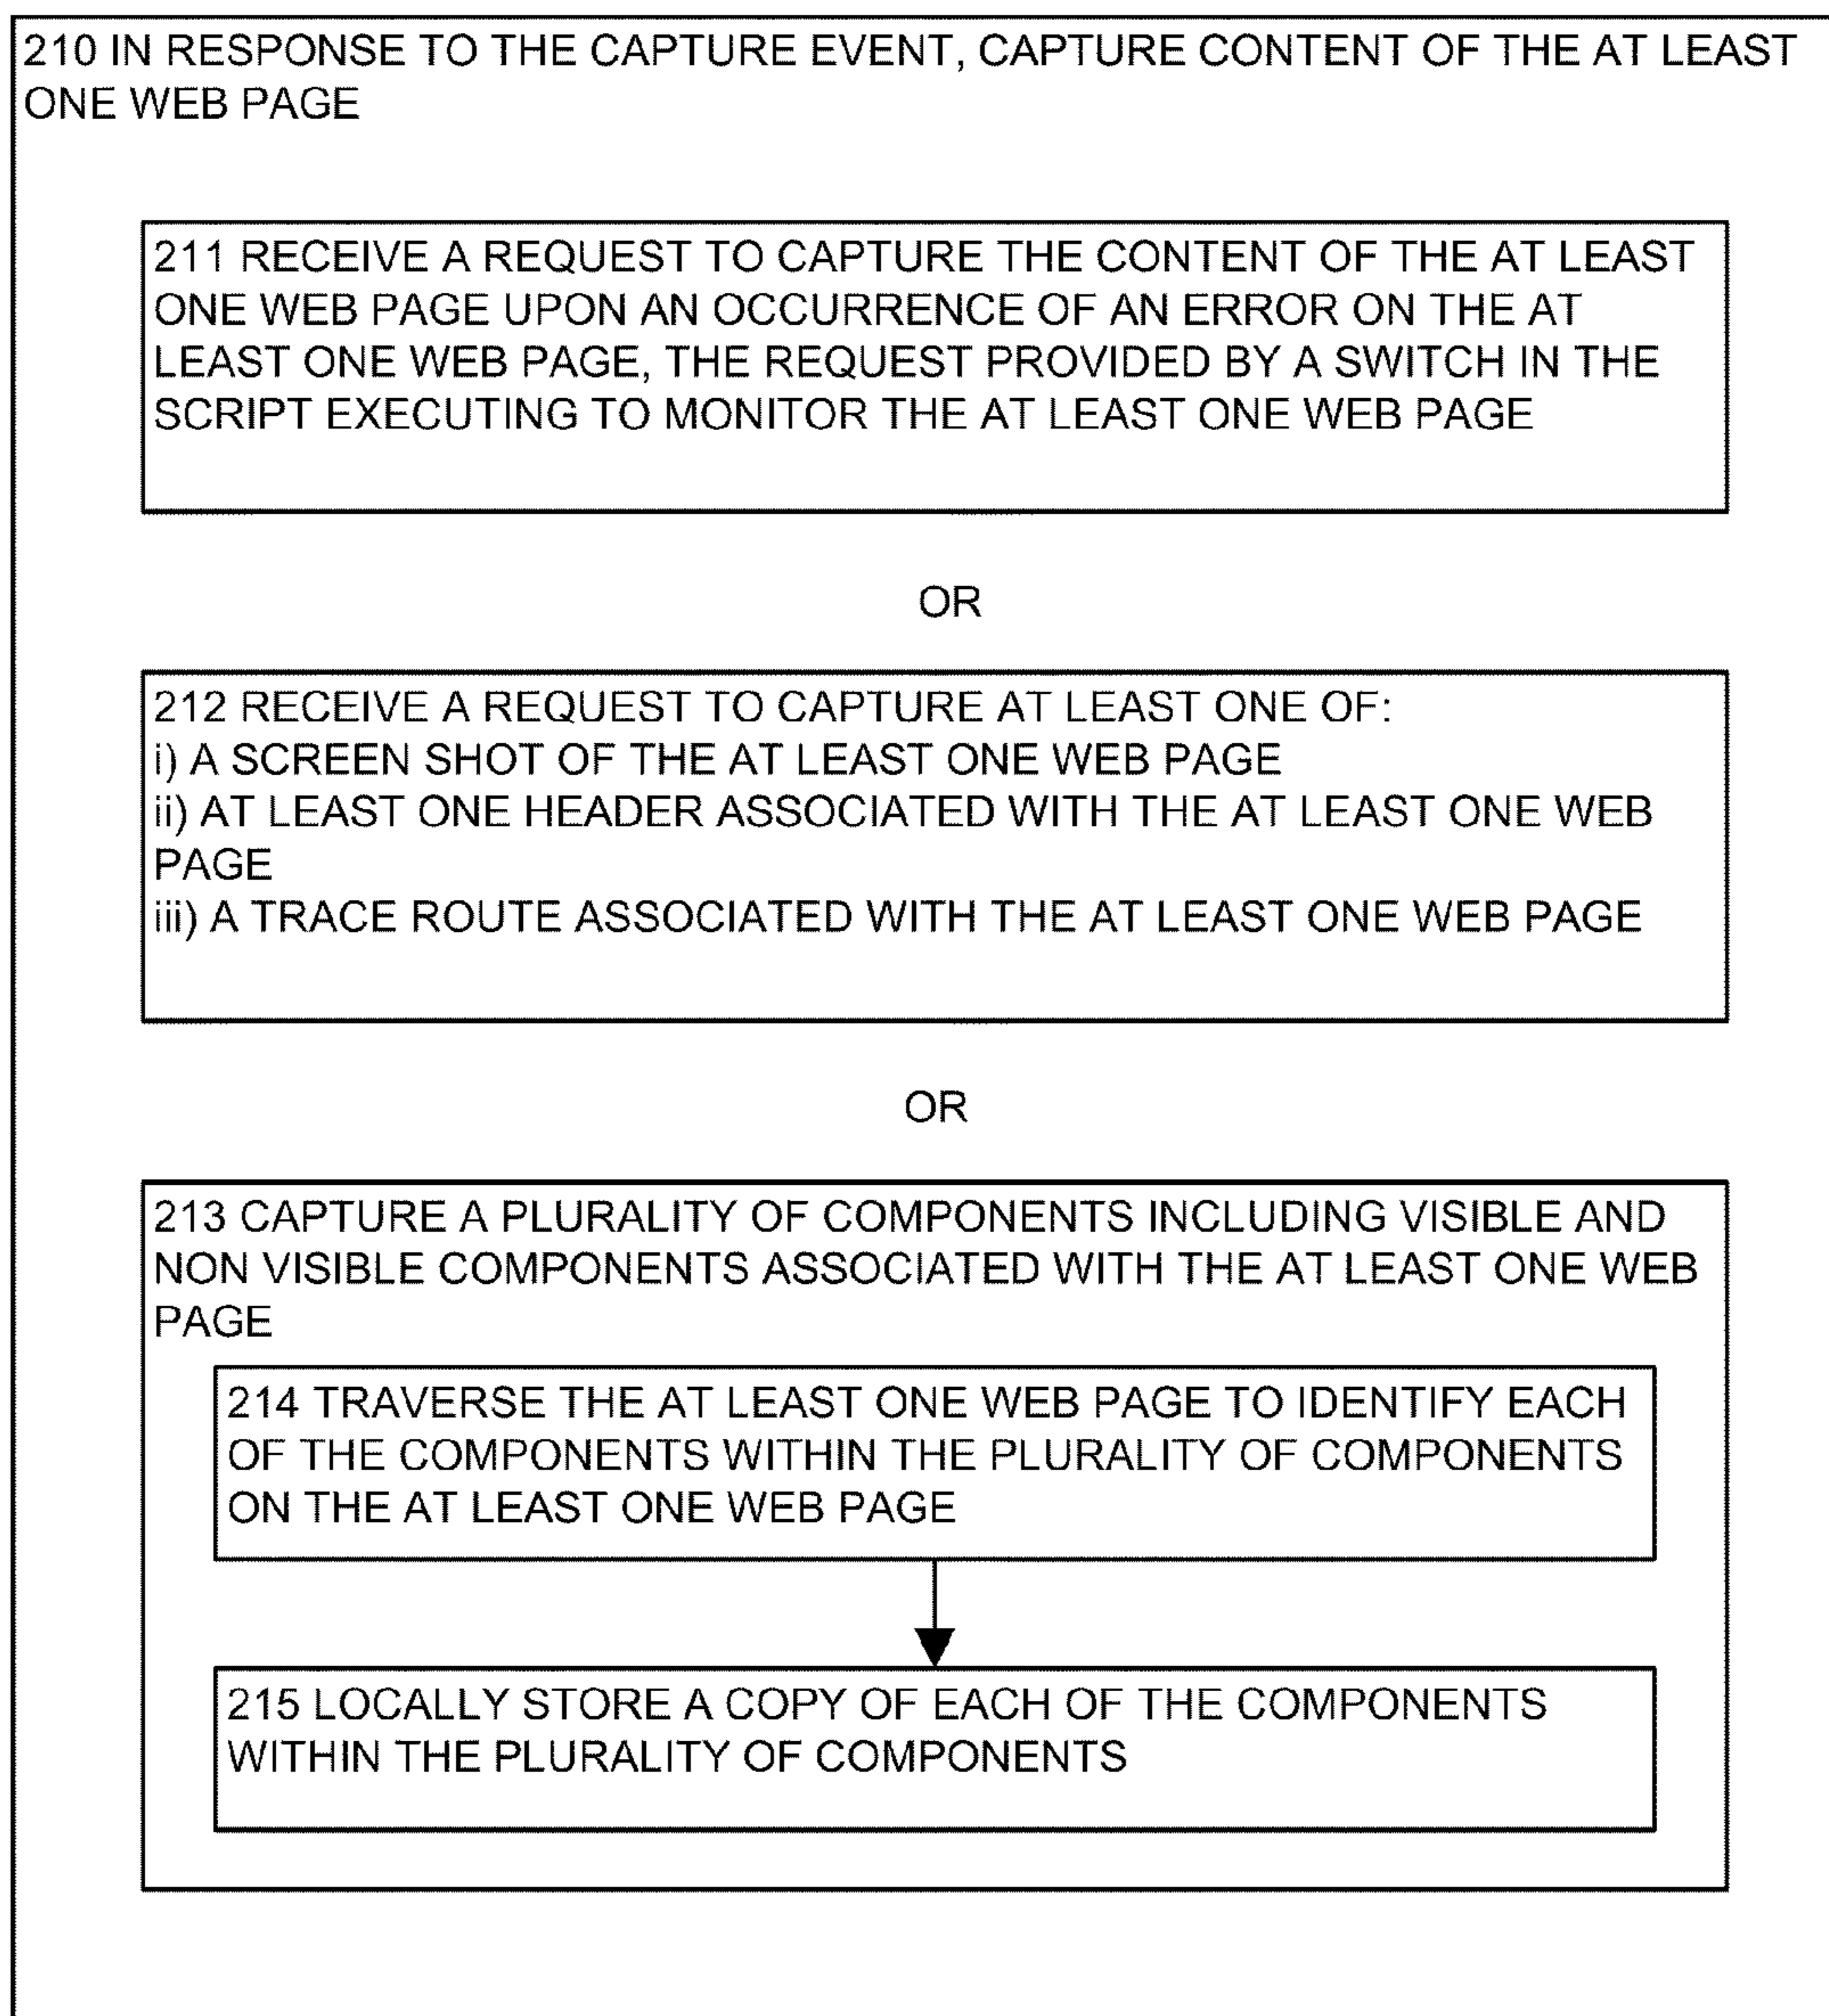 210 IN RESPONSE TO THE CAPTURE EVENT, CAPTURE CONTENT OF THE AT LEAST
ONE WEB PAGE
211 RECEIVE A REQUEST TO CAPTURE THE CONTENT OF THE AT LEAST
ONE WEB PAGE UPON AN OCCURRENCE OF AN ERROR ON THE AT
LEAST ONE WEB PAGE, THE REQUEST PROVIDED BY A SWITCH IN THE
SCRIPT EXECUTING TO MONITOR THE AT LEAST ONE WEB PAGE
OR
212 RECEIVE A REQUEST TO CAPTURE AT LEAST ONE OF:
i) A SCREEN SHOT OF THE AT LEAST ONE WEB PAGE
ii) AT LEAST ONE HEADER ASSOCIATED WITH THE AT LEAST ONE WEB
PAGE
iii) A TRACE ROUTE ASSOCIATED WITH THE AT LEAST ONE WEB PAGE
OR
213 CAPTURE A PLURALITY OF COMPONENTS INCLUDING VISIBLE AND
NON VISIBLE COMPONENTS ASSOCIATED WITH THE AT LEAST ONE WEB
PAGE
214 TRAVERSE THE AT LEAST ONE WEB PAGE TO IDENTIFY EACH
OF THE COMPONENTS WITHIN THE PLURALITY OF COMPONENTS
ON THE AT LEAST ONE WEB PAGE
215 LOCALLY STORE A COPY OF EACH OF THE COMPONENTS
WITHIN THE PLURALITY OF COMPONENTS